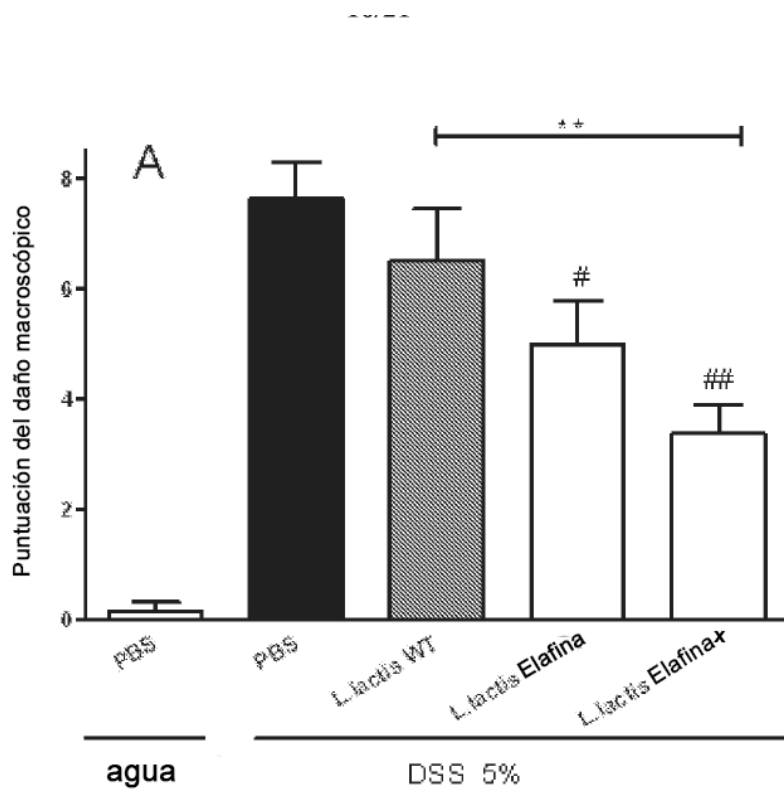 **
A
8
#
6
##
4
2
0
Puntuación del daño macroscópico
PBS
PBS
L.lactis WT
L.lactis Elafina
L.lactis Elafina+
agua
DSS 5%